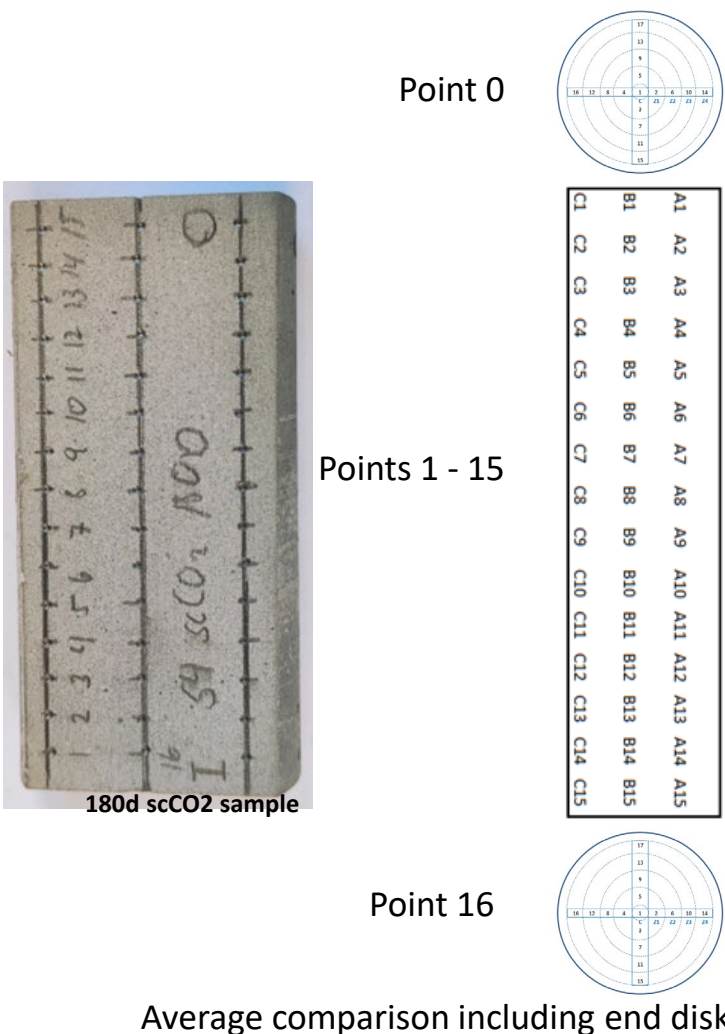 Point 0
17
13
9
5
16 12 8 4 1 2 6 10 14
C Z1 Z2 Z3 Z4
3
7
11
15
1 2 3 4 5 6 7 8 9 10 11 12 13 14 15
scCO2
O
16
I
180d scCO2 sample
Points 1 - 15
A1 A2 A3 A4 A5 A6 A7 A8 A9 A10 A11 A12 A13 A14 A15
B1 B2 B3 B4 B5 B6 B7 B8 B9 B10 B11 B12 B13 B14 B15
C1 C2 C3 C4 C5 C6 C7 C8 C9 C10 C11 C12 C13 C14 C15
Point 16
17
13
9
5
16 12 8 4 1 2 6 10 14
C Z1 Z2 Z3 Z4
3
7
11
15
Average comparison including end disk